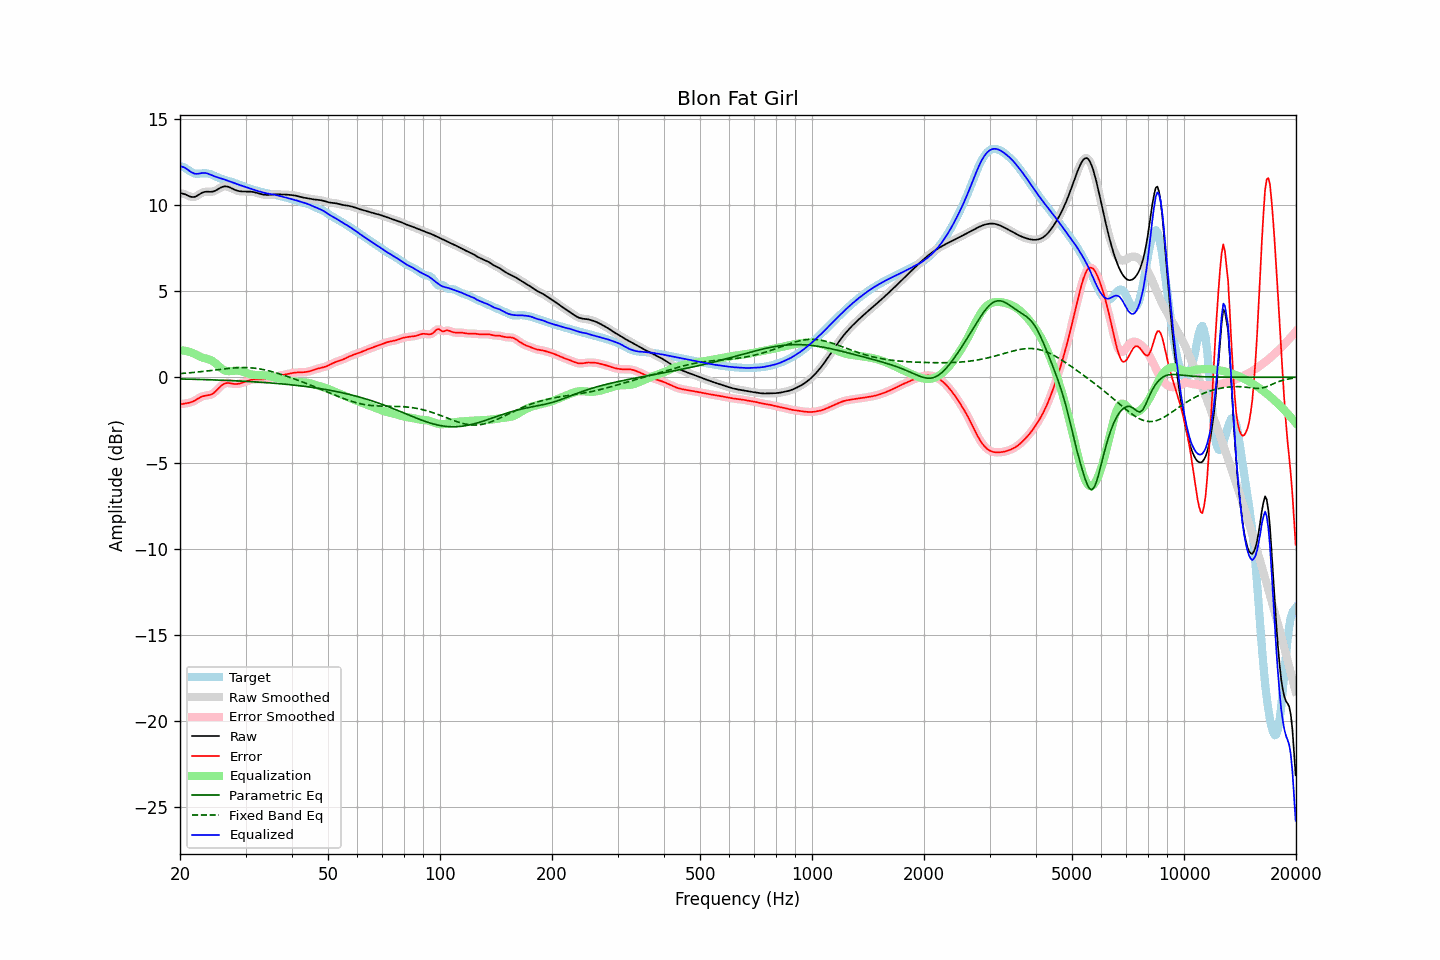 Blon Fat Girl
15
10
5
0
−5
−10
−15
−20
−25
Amplitude (dBr)
Target
Raw Smoothed
Error Smoothed
Raw
Error
Equalization
Parametric Eq
Fixed Band Eq
Equalized
20 50 100 200 500 1000 2000 5000 10000 20000
Frequency (Hz)